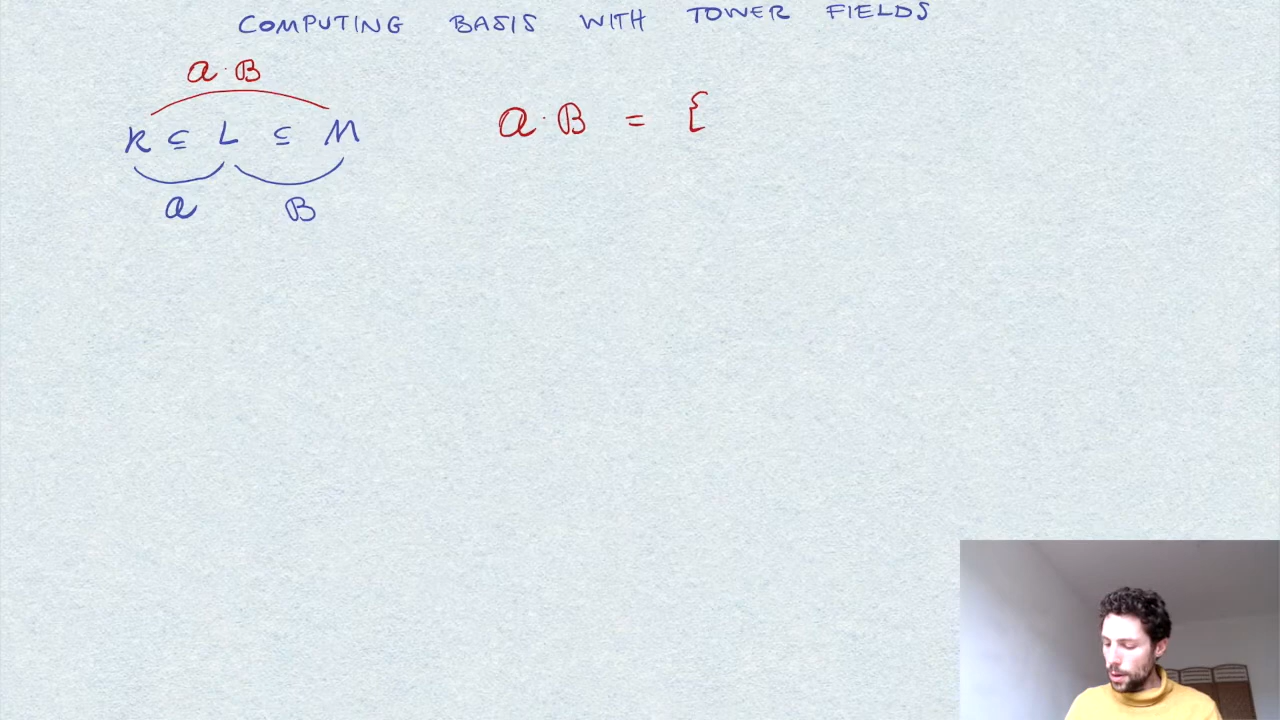 COMPUTING BASIS WITH TOWER FIELDS
a · B
K ⊆ L ⊆ M
a · B = {
a B